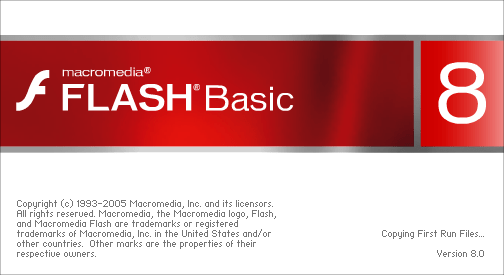 macromedia®
FLASH® Basic
8
Copyright (c) 1993-2005 Macromedia, Inc. and its licensors.
All rights reserved. Macromedia, the Macromedia logo, Flash,
and Macromedia Flash are trademarks or registered
trademarks of Macromedia, Inc. in the United States and/or
other countries. Other marks are the properties of their
respective owners.
Copying First Run Files...
Version 8.0